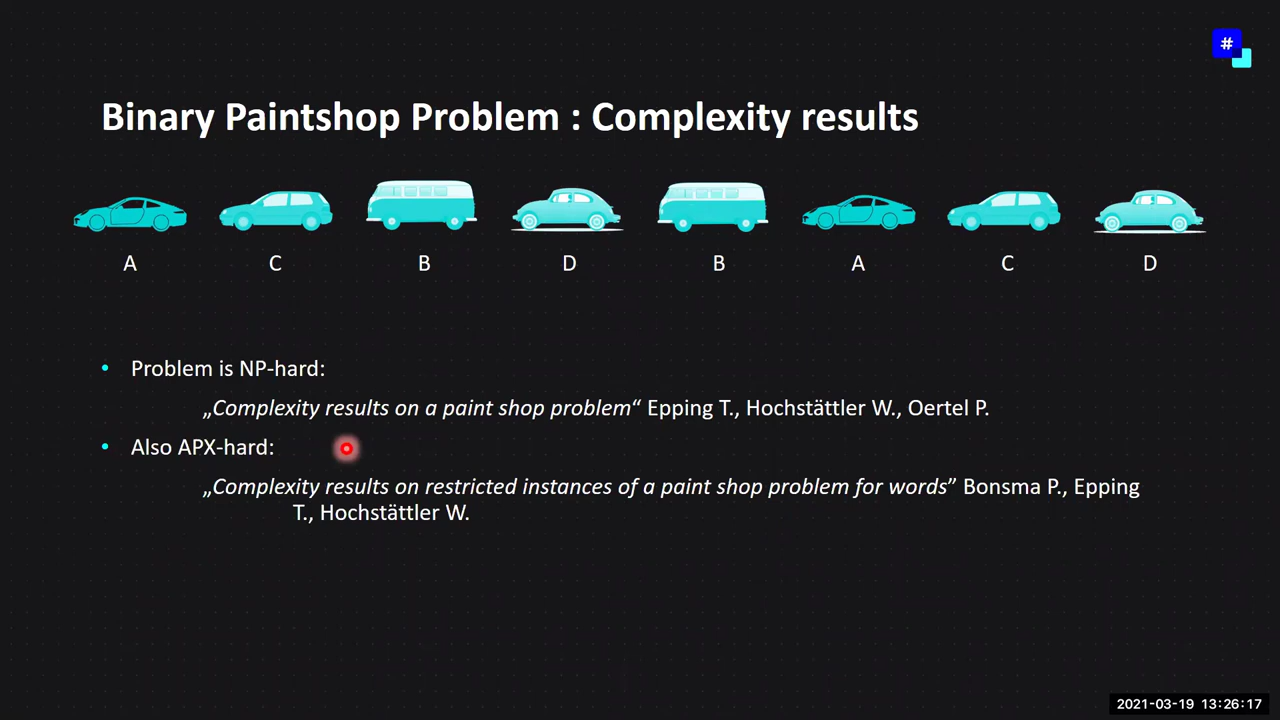 #
Binary Paintshop Problem : Complexity results
A C B D B A C D
• Problem is NP-hard:
„Complexity results on a paint shop problem“ Epping T., Hochstättler W., Oertel P.
• Also APX-hard:
„Complexity results on restricted instances of a paint shop problem for words” Bonsma P., Epping
T., Hochstättler W.
2021-03-19 13:26:17